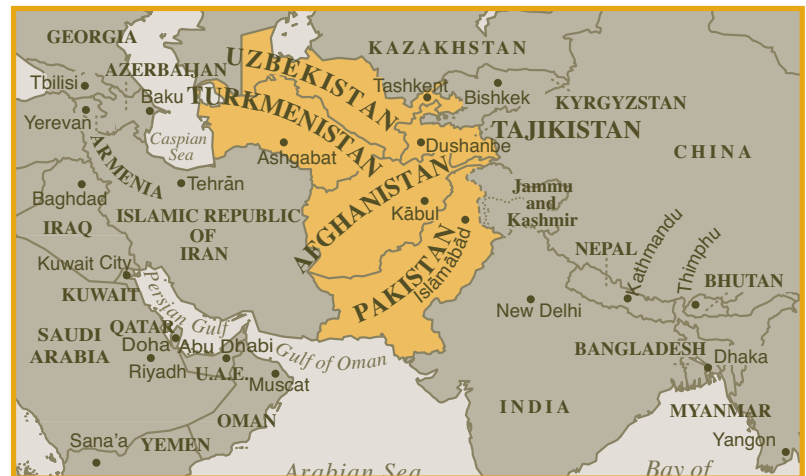 GEORGIA
KAZAKHSTAN
UZBEKISTAN
AZERBAIJAN
Tbilisi
Tashkent
Bishkek
Baku
TURKMENISTAN
KYRGYZSTAN
Yerevan
TAJIKISTAN
Caspian
Sea
Ashgabat
Dushanbe
CHINA
ARMENIA
Tehrān
Baghdad
AFGHANISTAN
Jammu
and
Kashmir
Kābul
ISLAMIC REPUBLIC
OF
IRAN
IRAQ
Islāmābād
PAKISTAN
NEPAL
Kathmandu
Thimphu
BHUTAN
Kuwait City
KUWAIT
Persian Gulf
New Delhi
SAUDI
ARABIA
QATAR
Doha
Abu Dhabi
Gulf of Oman
BANGLADESH
Dhaka
Riyadh
U.A.E.
Muscat
INDIA
MYANMAR
OMAN
Sana'a
YEMEN
Yangon
Arabian Sea
Bay of